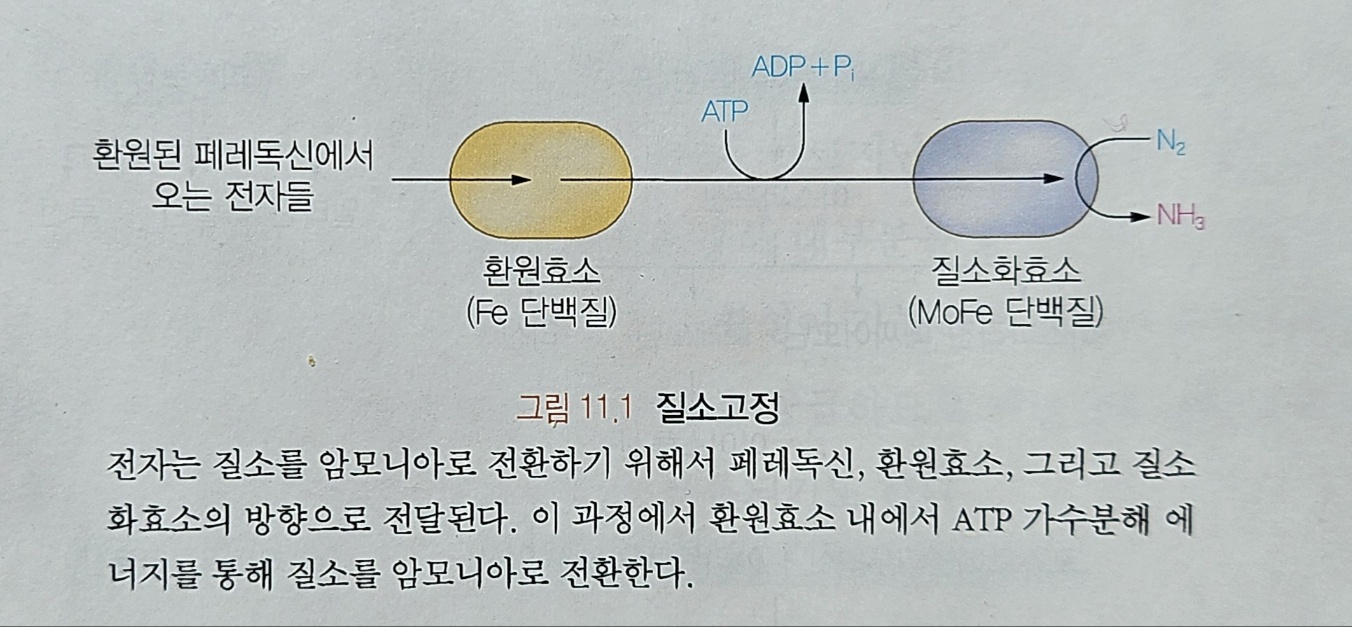 ADP+Pi
ATP
환원된 페레독신에서
오는 전자들
N2
NH3
환원효소
(Fe 단백질)
질소화효소
(MoFe 단백질)
그림 11.1 질소고정
전자는 질소를 암모니아로 전환하기 위해서 페레독신, 환원효소, 그리고 질소
화효소의 방향으로 전달된다. 이 과정에서 환원효소 내에서 ATP 가수분해 에
너지를 통해 질소를 암모니아로 전환한다.